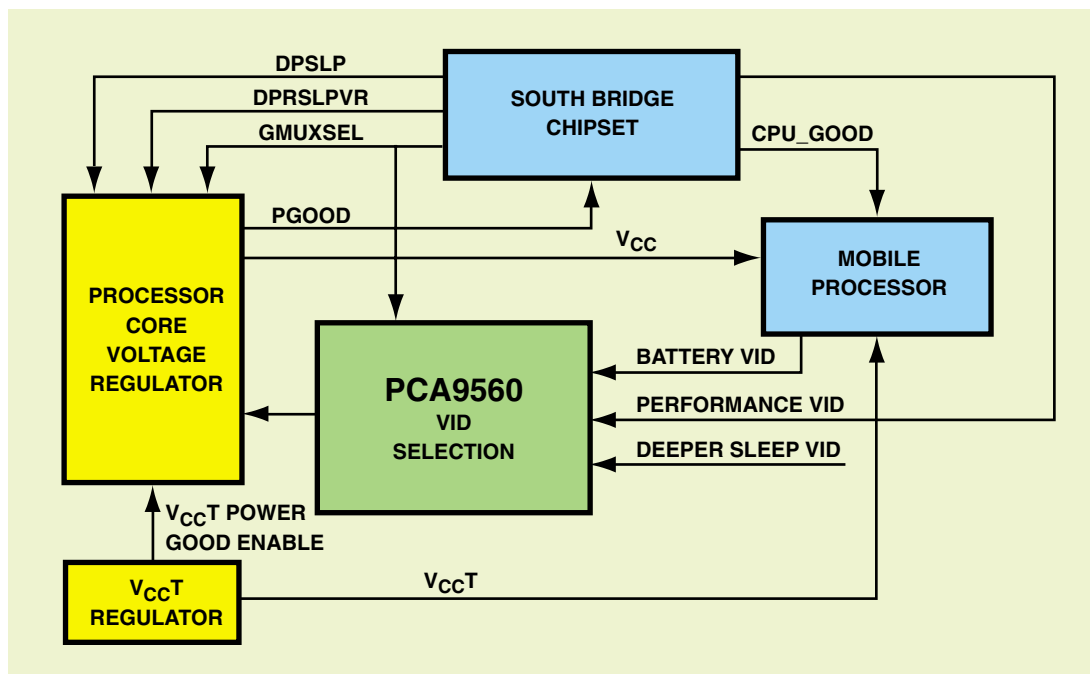 DPSLP
DPRSLPVR
GMUXSEL
SOUTH BRIDGE
CHIPSET
CPU_GOOD
PGOOD
VCC
MOBILE
PROCESSOR
PROCESSOR
CORE
VOLTAGE
REGULATOR
PCA9560
VID
SELECTION
BATTERY VID
PERFORMANCE VID
DEEPER SLEEP VID
VCCT POWER
GOOD ENABLE
VCCT
REGULATOR
VCCT